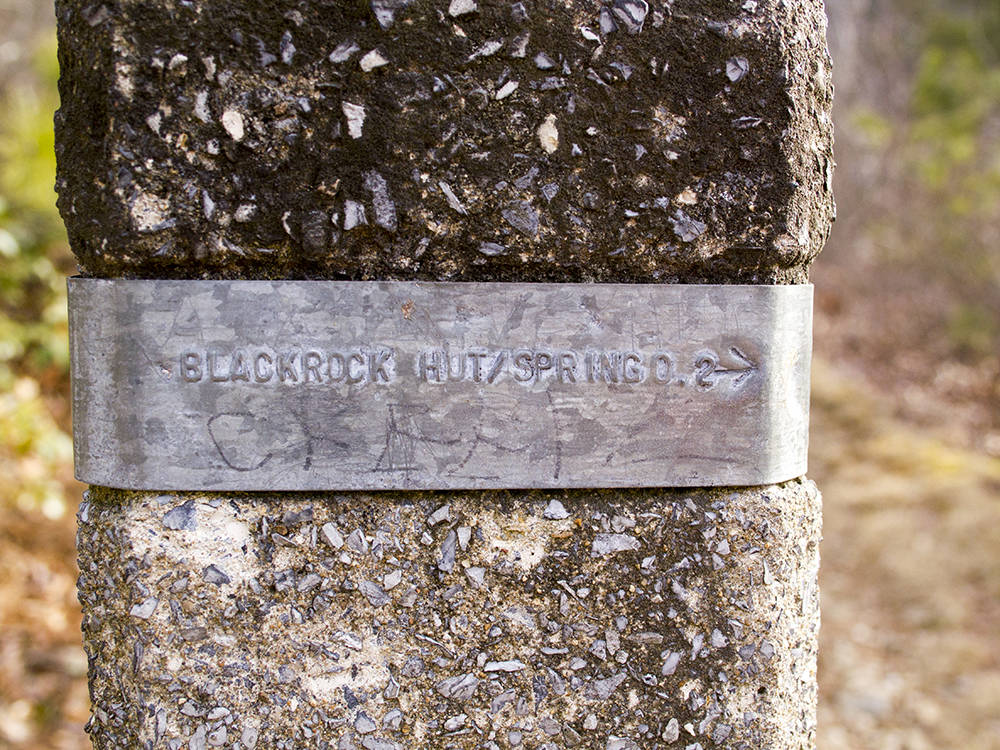 BLACKROCK HUT/SPRING 0.2→